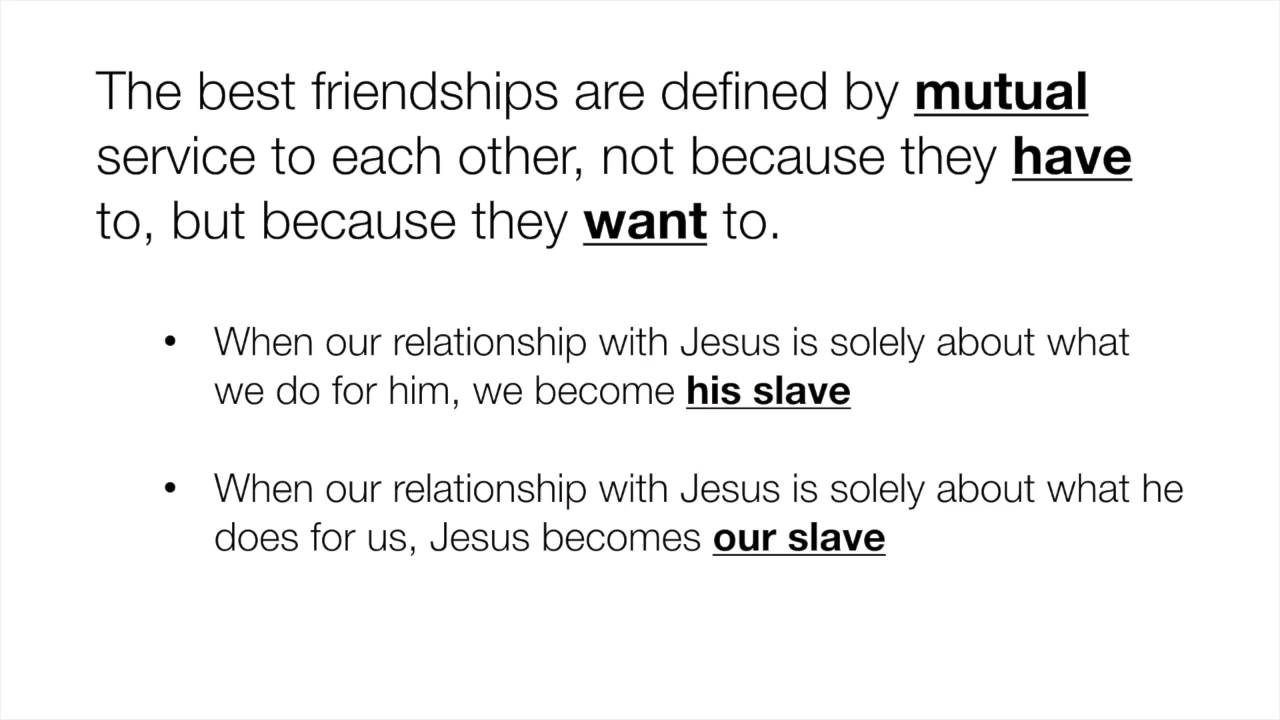 The best friendships are defined by mutual
service to each other, not because they have
to, but because they want to.
• When our relationship with Jesus is solely about what
we do for him, we become his slave
• When our relationship with Jesus is solely about what he
does for us, Jesus becomes our slave